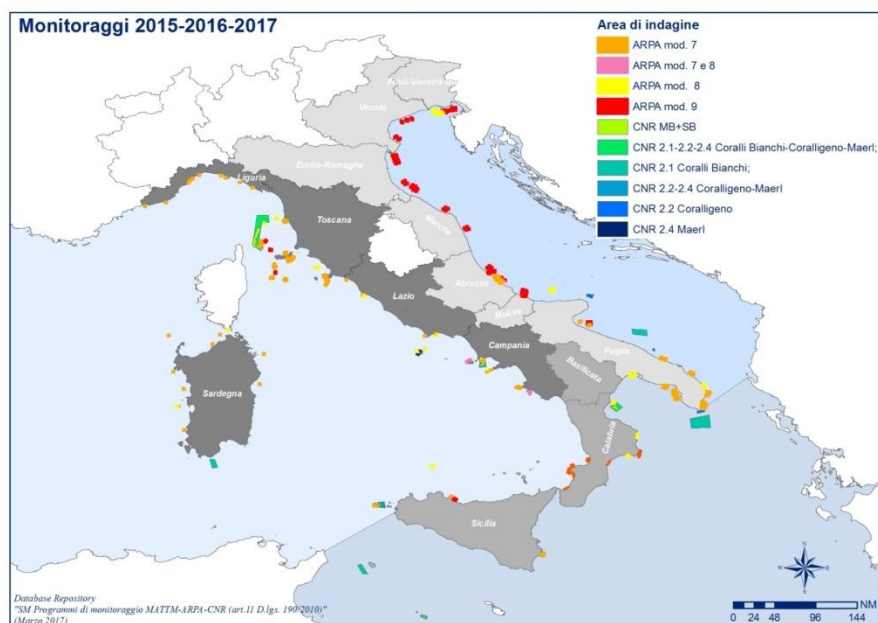 Monitoraggi 2015-2016-2017
Area di indagine
ARPA mod. 7
ARPA mod. 7 e 8
ARPA mod. 8
ARPA mod. 9
CNR MB+SB
CNR 2.1-2.2-2.4 Coralli Bianchi-Coralligeno-Maerl;
CNR 2.1 Coralli Bianchi;
CNR 2.2-2.4 Coralligeno-Maerl
CNR 2.2 Coralligeno
CNR 2.4 Maerl
Friuli Venezia
Veneto
Emilia-Romagna
Liguria
Toscana
Marche
Lazio
Abruzzo
Molise
Campania
Puglia
Basilicata
Sardegna
Calabria
Sicilia
N
W
E
S
Database Repository
"SM Programmi di monitoraggio MATTM-ARPA-CNR (art.11 D.lgs. 190/2010)"
(Marzo 2017)
NM
0 24 48 96 144